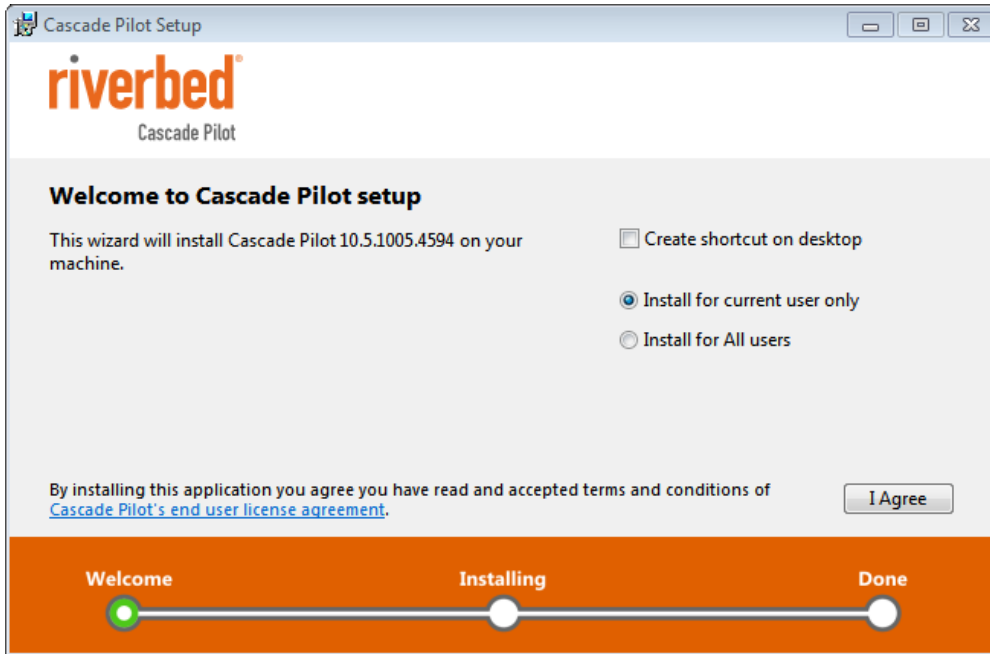 Cascade Pilot Setup
riverbed®
Cascade Pilot
Welcome to Cascade Pilot setup
This wizard will install Cascade Pilot 10.5.1005.4594 on your
machine.
Create shortcut on desktop
Install for current user only
Install for All users
By installing this application you agree you have read and accepted terms and conditions of
Cascade Pilot's end user license agreement.
I Agree
Welcome
Installing
Done